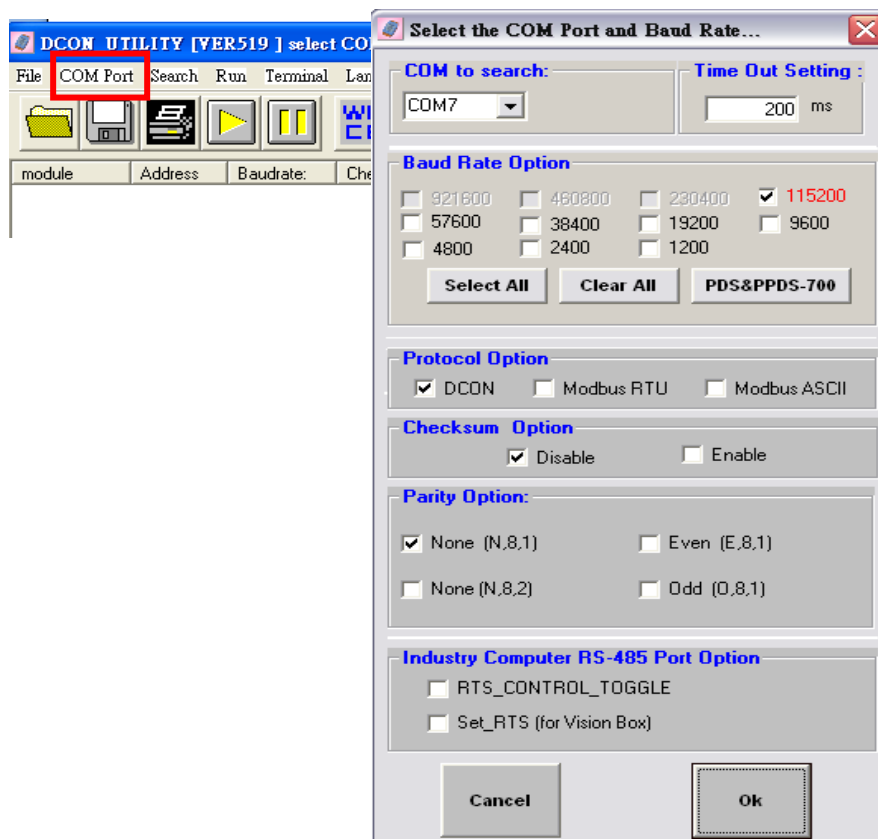 DCON UTILITY [VER519 ] select CO
File COM Port Search Run Terminal Lan
module Address Baudrate: Che
Select the COM Port and Baud Rate...
COM to search:
COM7
Time Out Setting :
200 ms
Baud Rate Option
921600 460800 230400 115200
57600 38400 19200 9600
4800 2400 1200
Select All Clear All PDS&PPDS-700
Protocol Option
DCON Modbus RTU Modbus ASCII
Checksum Option
Disable Enable
Parity Option:
None (N,8,1) Even (E,8,1)
None (N,8,2) Odd (O,8,1)
Industry Computer RS-485 Port Option
RTS_CONTROL_TOGGLE
Set_RTS (for Vision Box)
Cancel Ok